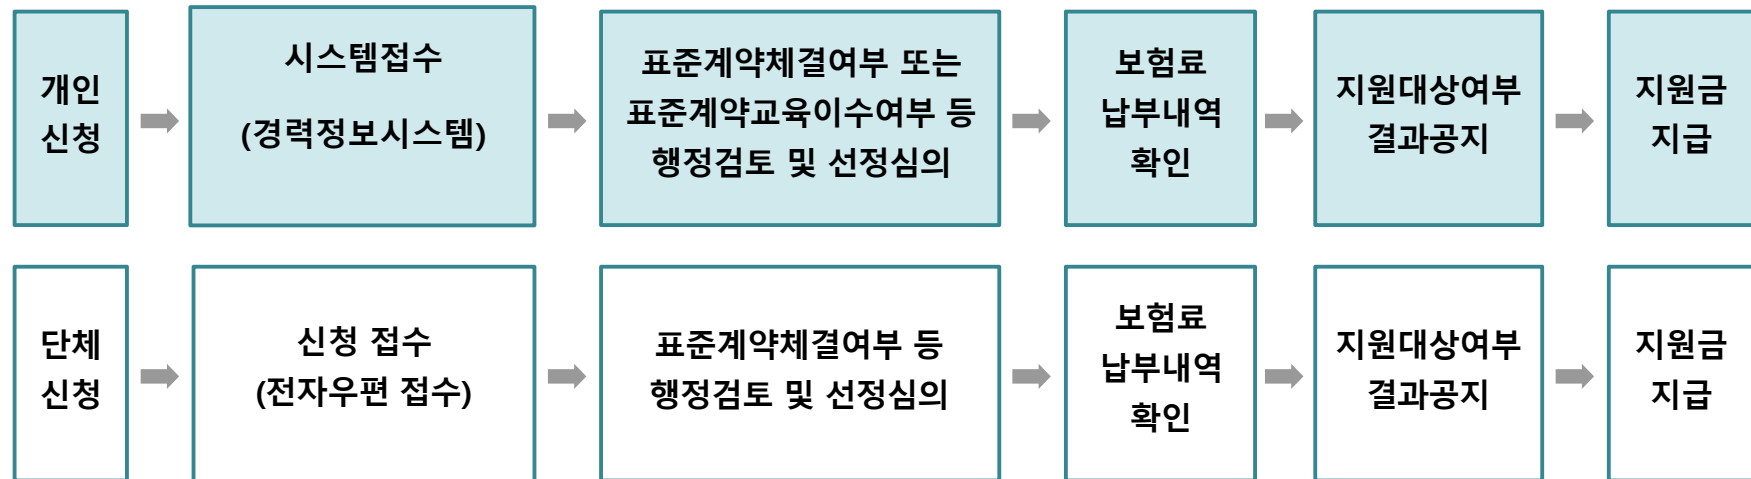 개인
신청
시스템접수
(경력정보시스템)
표준계약체결여부 또는
표준계약교육이수여부 등
행정검토 및 선정심의
보험료
납부내역
확인
지원대상여부
결과공지
지원금
지급
단체
신청
신청 접수
(전자우편 접수)
표준계약체결여부 등
행정검토 및 선정심의
보험료
납부내역
확인
지원대상여부
결과공지
지원금
지급